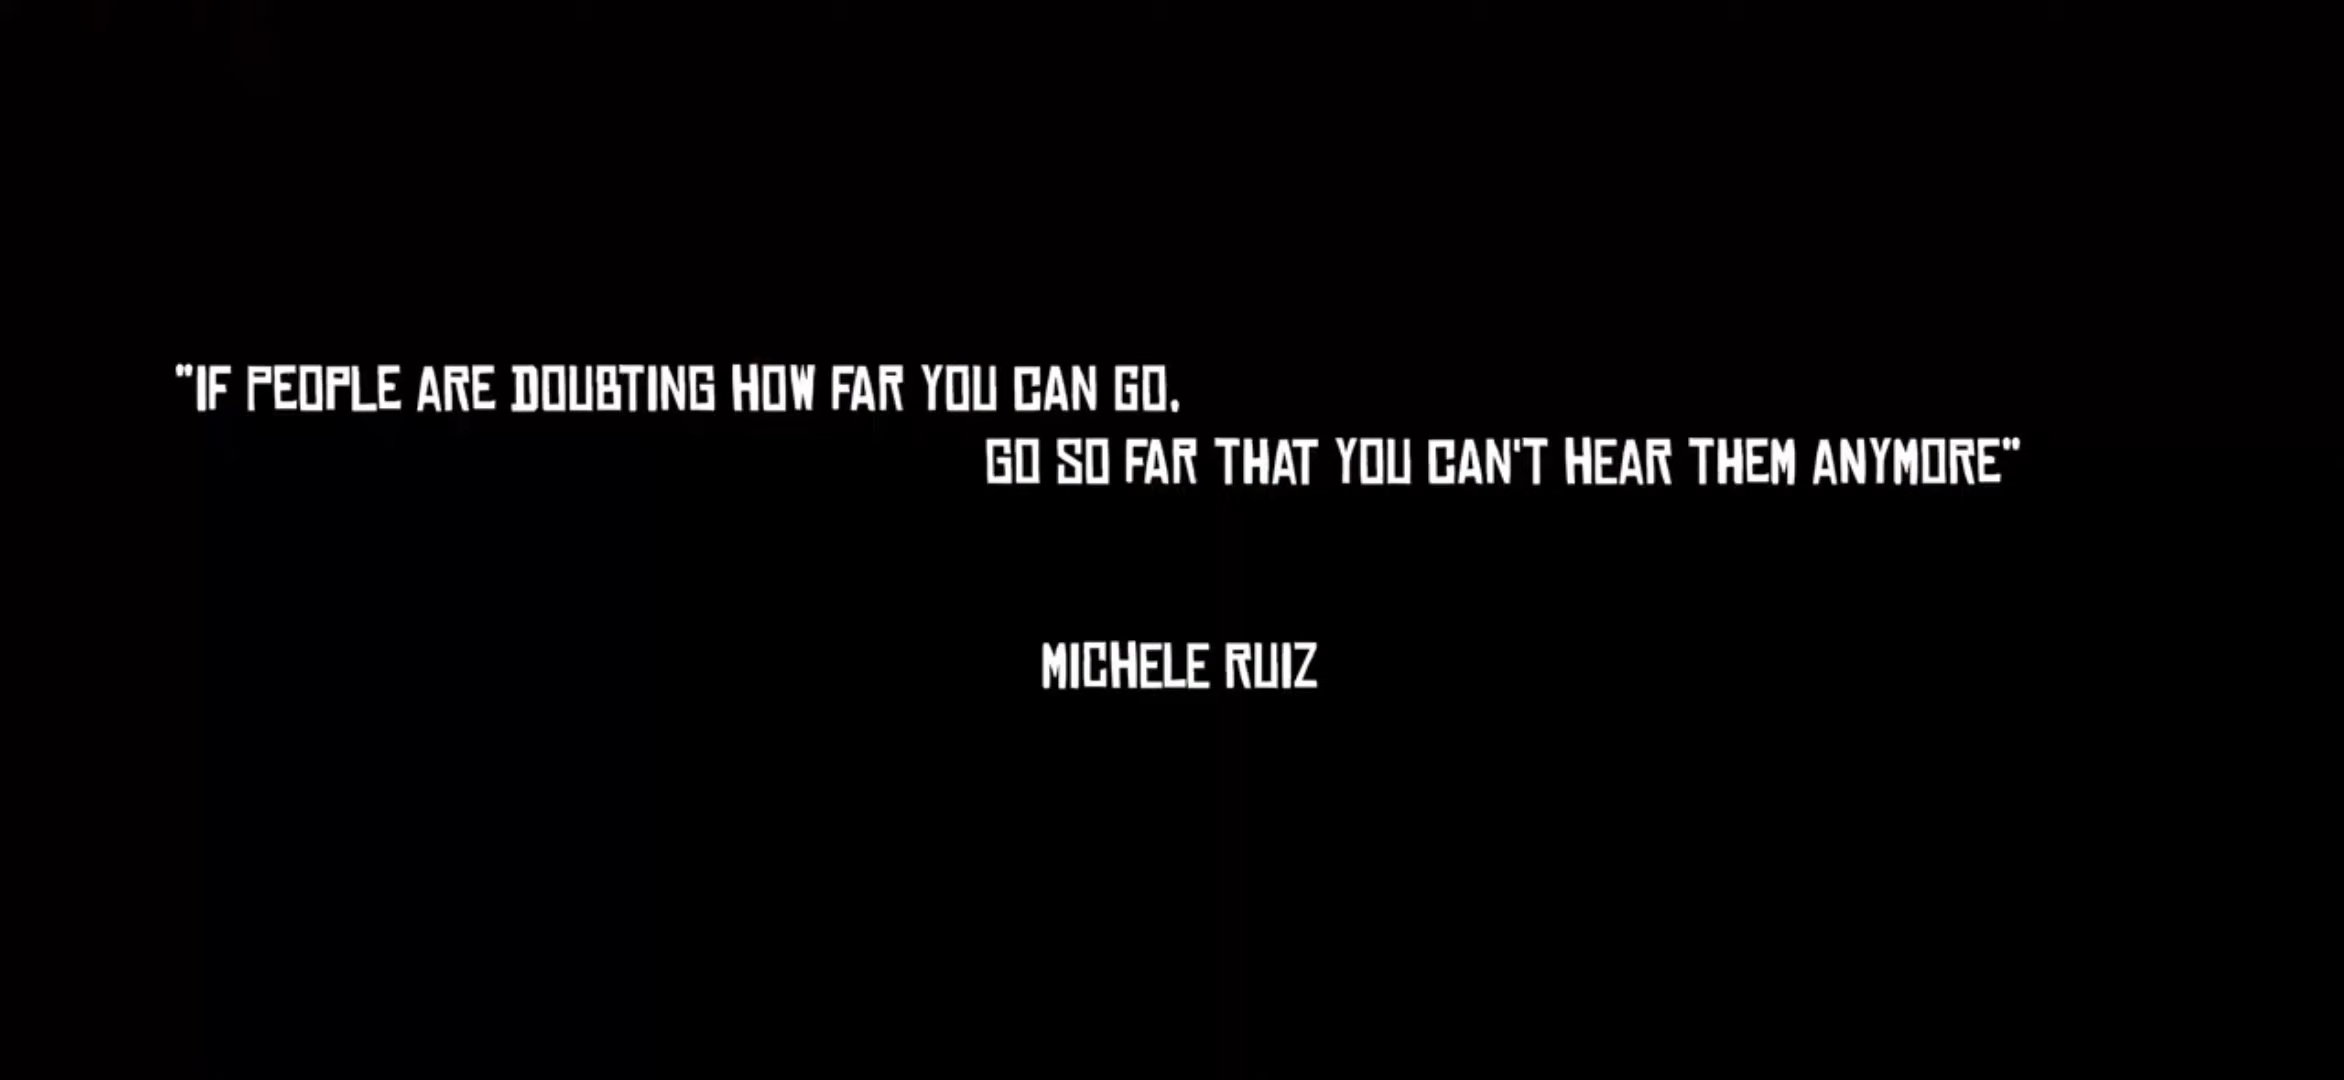 "IF PEOPLE ARE DOUBTING HOW FAR YOU CAN GO,
GO SO FAR THAT YOU CAN'T HEAR THEM ANYMORE"
MICHELE RUIZ